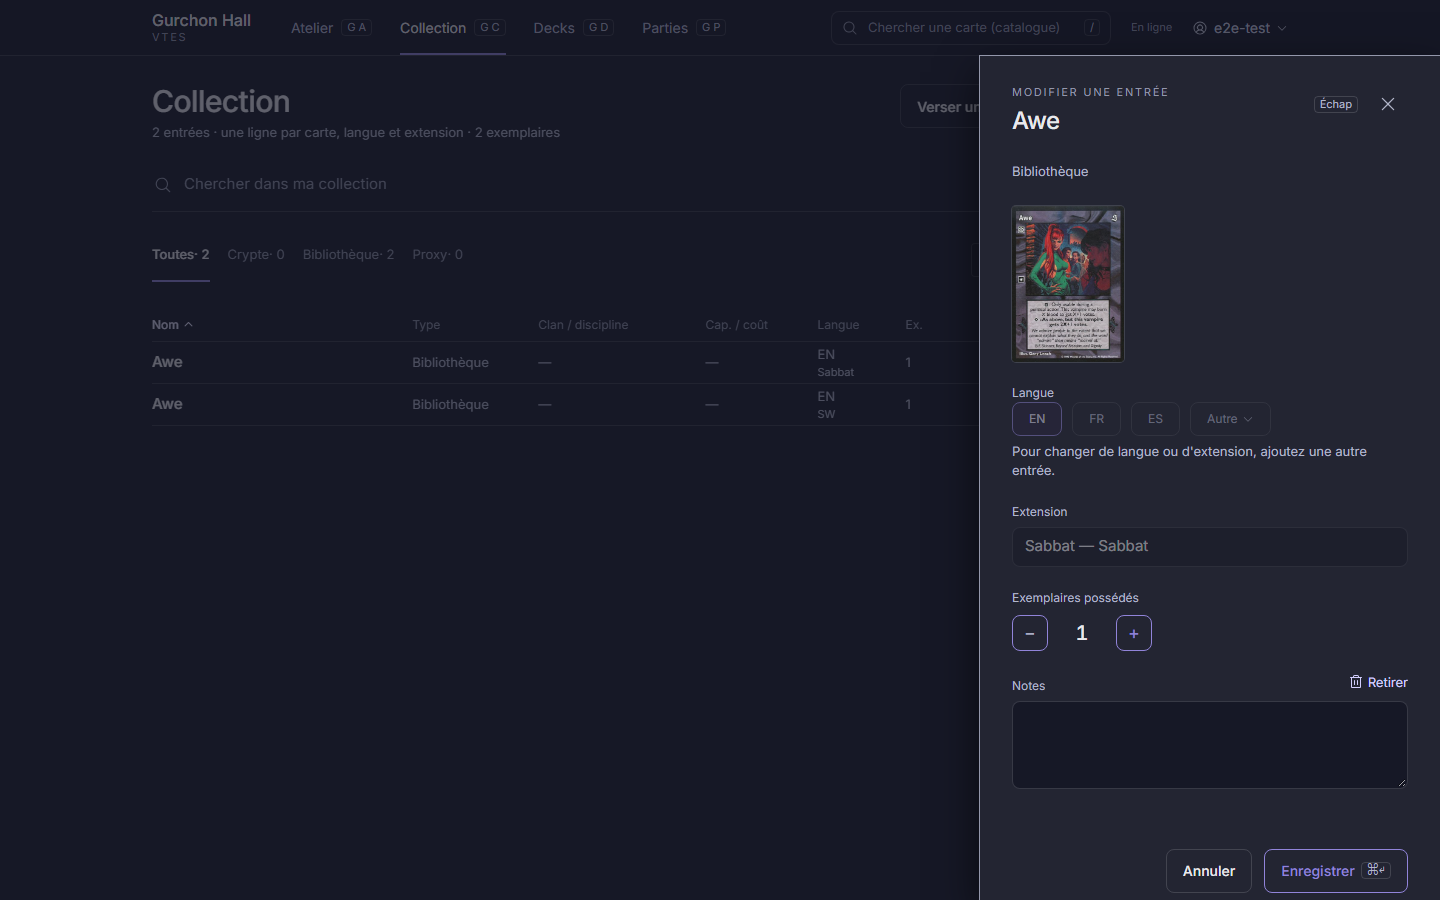 Gurchon Hall
VTES
Atelier G A
Collection G C
Decks G D
Parties G P
Chercher une carte (catalogue) /
En ligne
e2e-test
Collection
2 entrées · une ligne par carte, langue et extension · 2 exemplaires
Verser un
Chercher dans ma collection
Toutes· 2 Crypte· 0 Bibliothèque· 2 Proxy· 0
Nom Type Clan / discipline Cap. / coût Langue Ex.
Awe Bibliothèque — — EN 1
Sabbat
Awe Bibliothèque — — EN 1
SW
MODIFIER UNE ENTRÉE
Awe
Échap
Bibliothèque
Awe
Langue
EN FR ES Autre
Pour changer de langue ou d'extension, ajoutez une autre
entrée.
Extension
Sabbat — Sabbat
Exemplaires possédés
− 1 +
Notes
Retirer
Annuler
Enregistrer ⌘↵